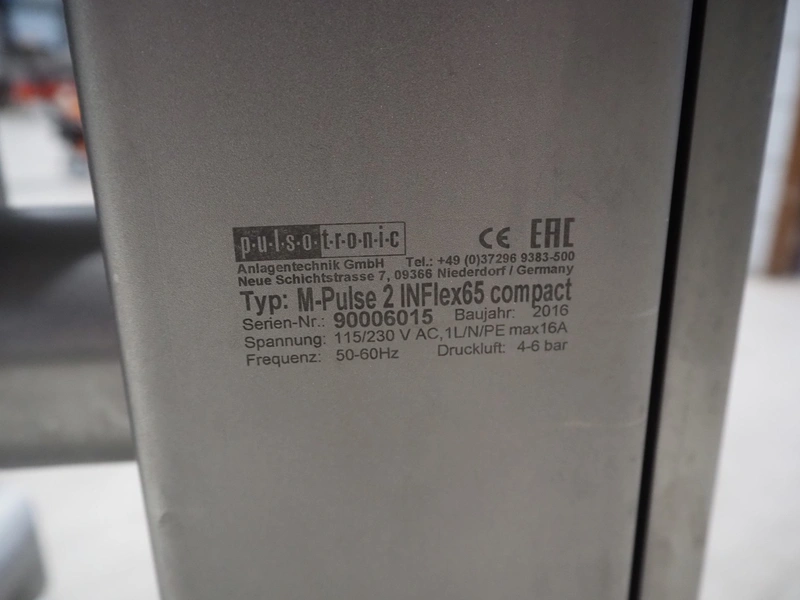 p·u·l·s·o·t·r·o·n·i·c CE EAC
Anlagentechnik GmbH Tel.: +49 (0)37296 9383-500
Neue Schichtstrasse 7, 09366 Niederdorf / Germany
Typ: M-Pulse 2 INFlex65 compact
Serien-Nr.: 90006015 Baujahr: 2016
Spannung: 115/230 V AC,1L/N/PE max16A
Frequenz: 50-60Hz Druckluft: 4-6 bar